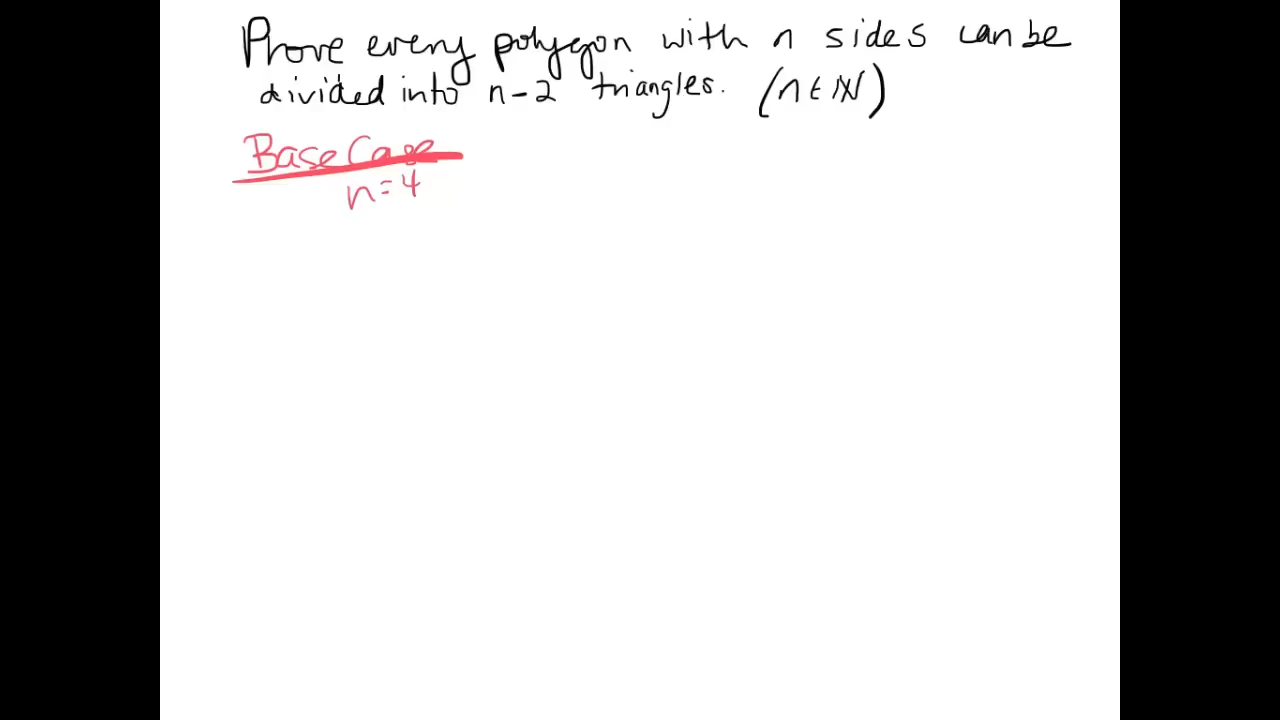 Prove every polygon with n sides can be
divided into n-2 triangles. (n ∈ ℕ)
Base Case
n=4